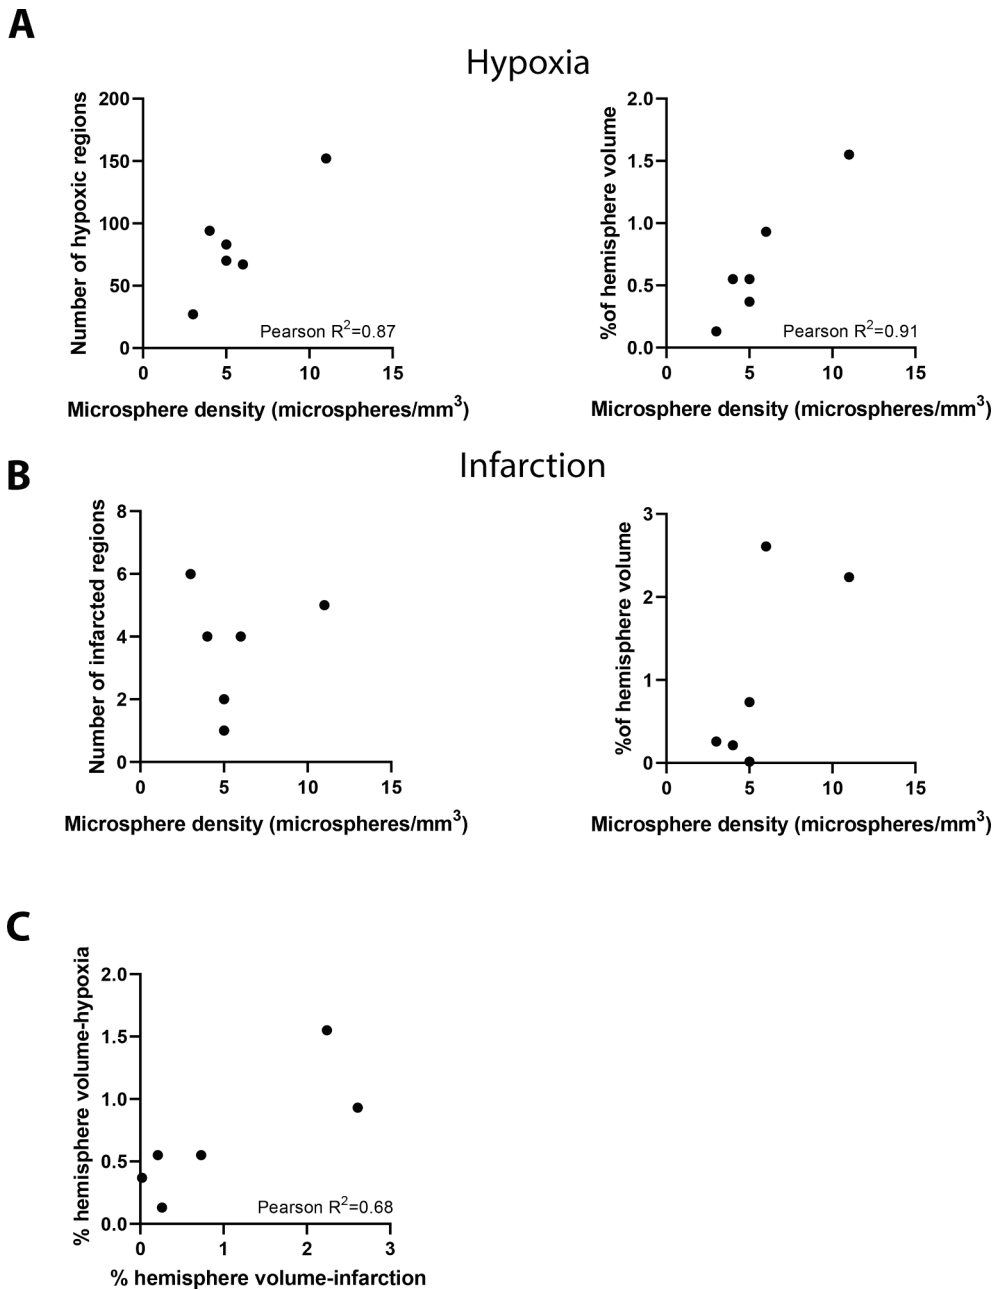 A
Hypoxia
Number of hypoxic regions
200
150
100
50
0
0 5 10 15
Pearson R²=0.87
Microsphere density (microspheres/mm³)
%of hemisphere volume
2.0
1.5
1.0
0.5
0.0
0 5 10 15
Pearson R²=0.91
Microsphere density (microspheres/mm³)
B
Infarction
Number of infarcted regions
8
6
4
2
0
0 5 10 15
Microsphere density (microspheres/mm³)
%of hemisphere volume
3
2
1
0
0 5 10 15
Microsphere density (microspheres/mm³)
C
% hemisphere volume-hypoxia
2.0
1.5
1.0
0.5
0.0
0 1 2 3
Pearson R²=0.68
% hemisphere volume-infarction